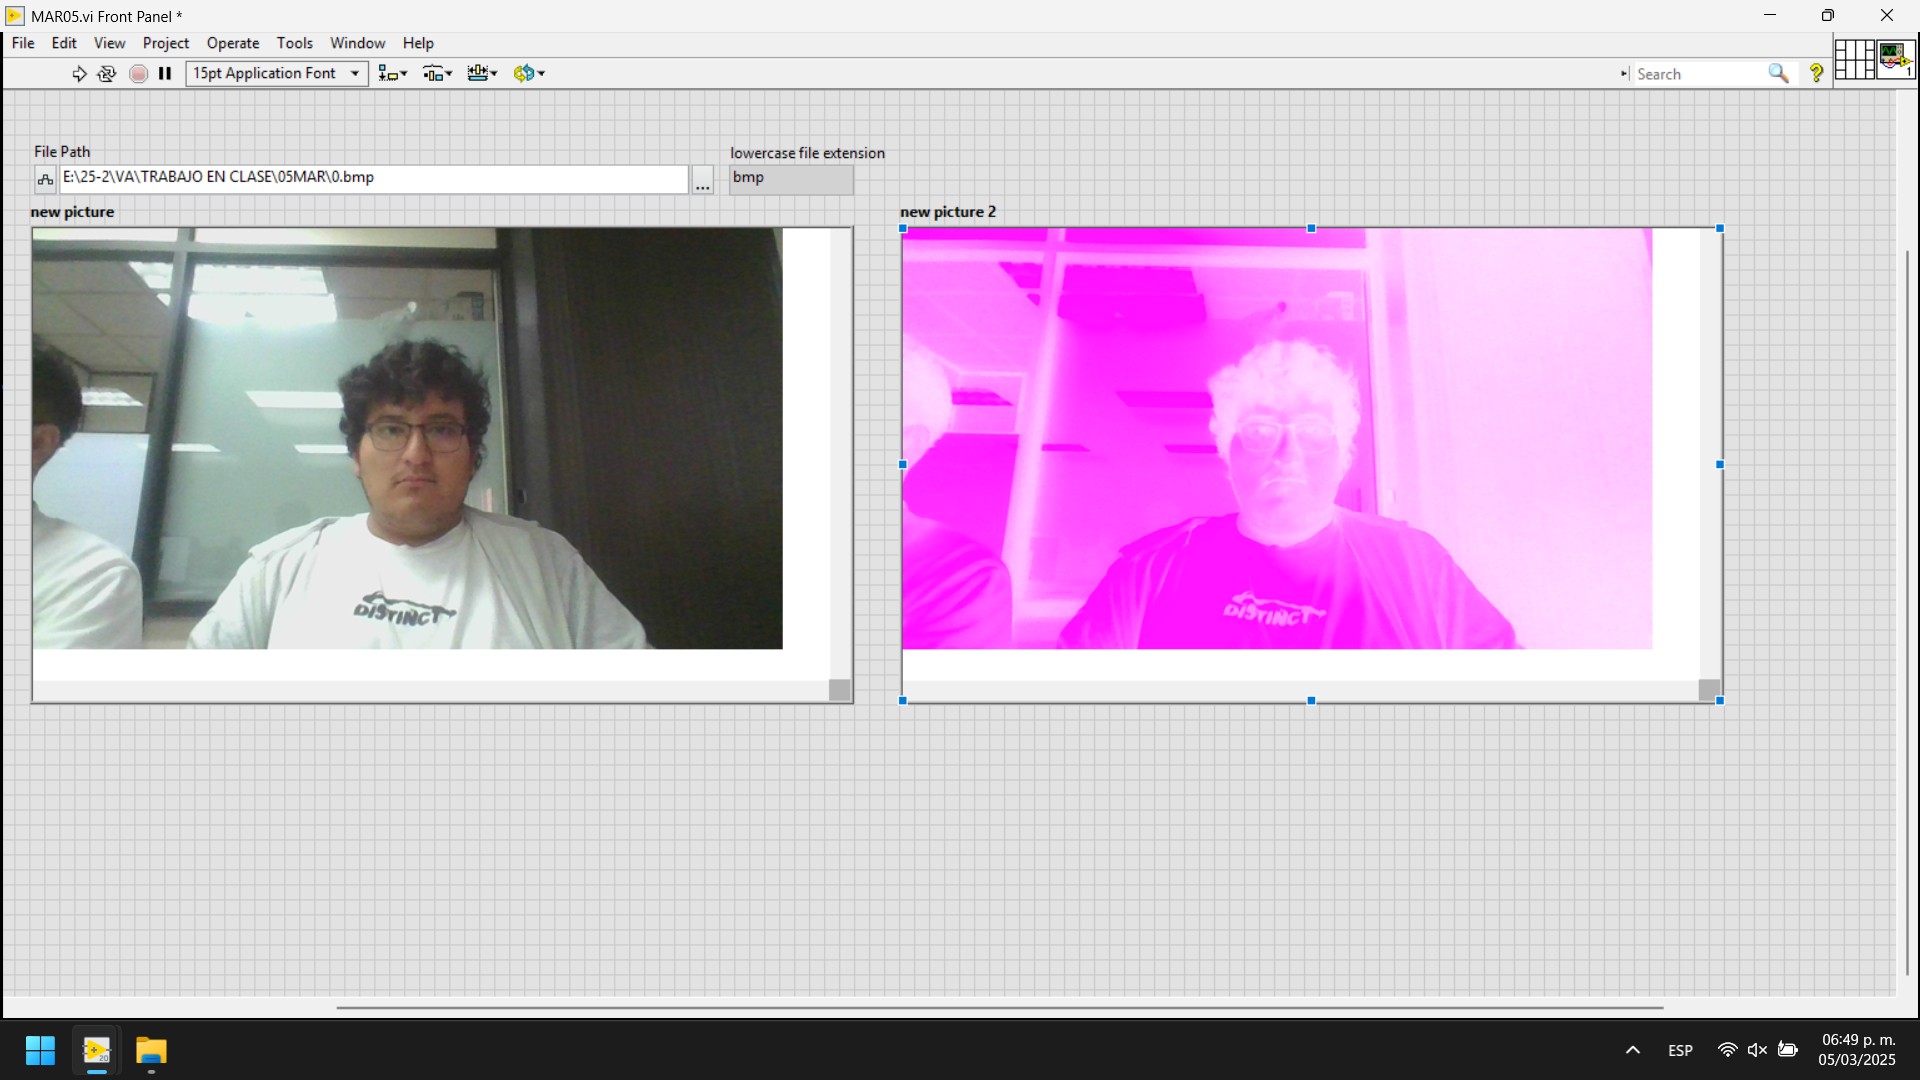 MAR05.vi Front Panel *
File Edit View Project Operate Tools Window Help
15pt Application Font
Search
?
1
File Path
lowercase file extension
E:\25-2\VA\TRABAJO EN CLASE\05MAR\0.bmp
...
bmp
new picture
new picture 2
DISTINCT
DISTINCT
20
ESP
06:49 p. m.
05/03/2025